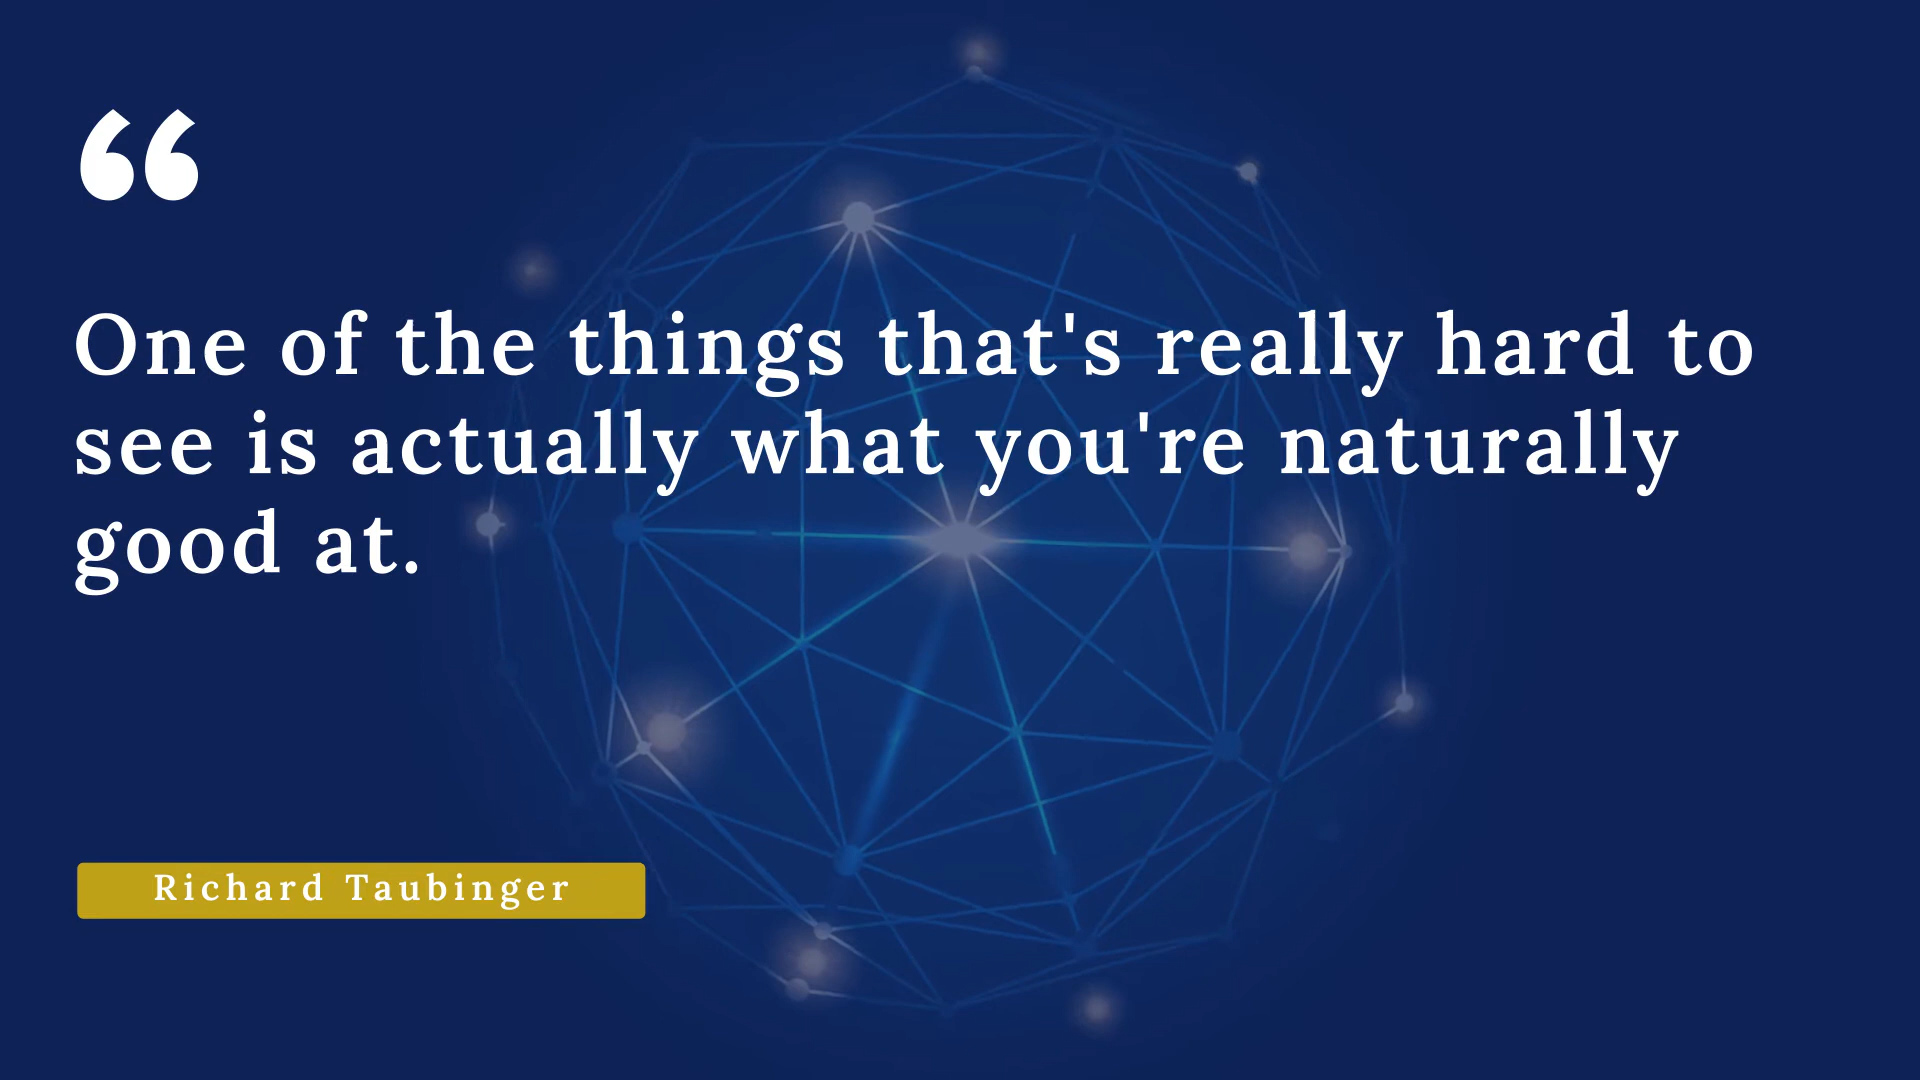 “
One of the things that's really hard to
see is actually what you're naturally
good at.
Richard Taubinger